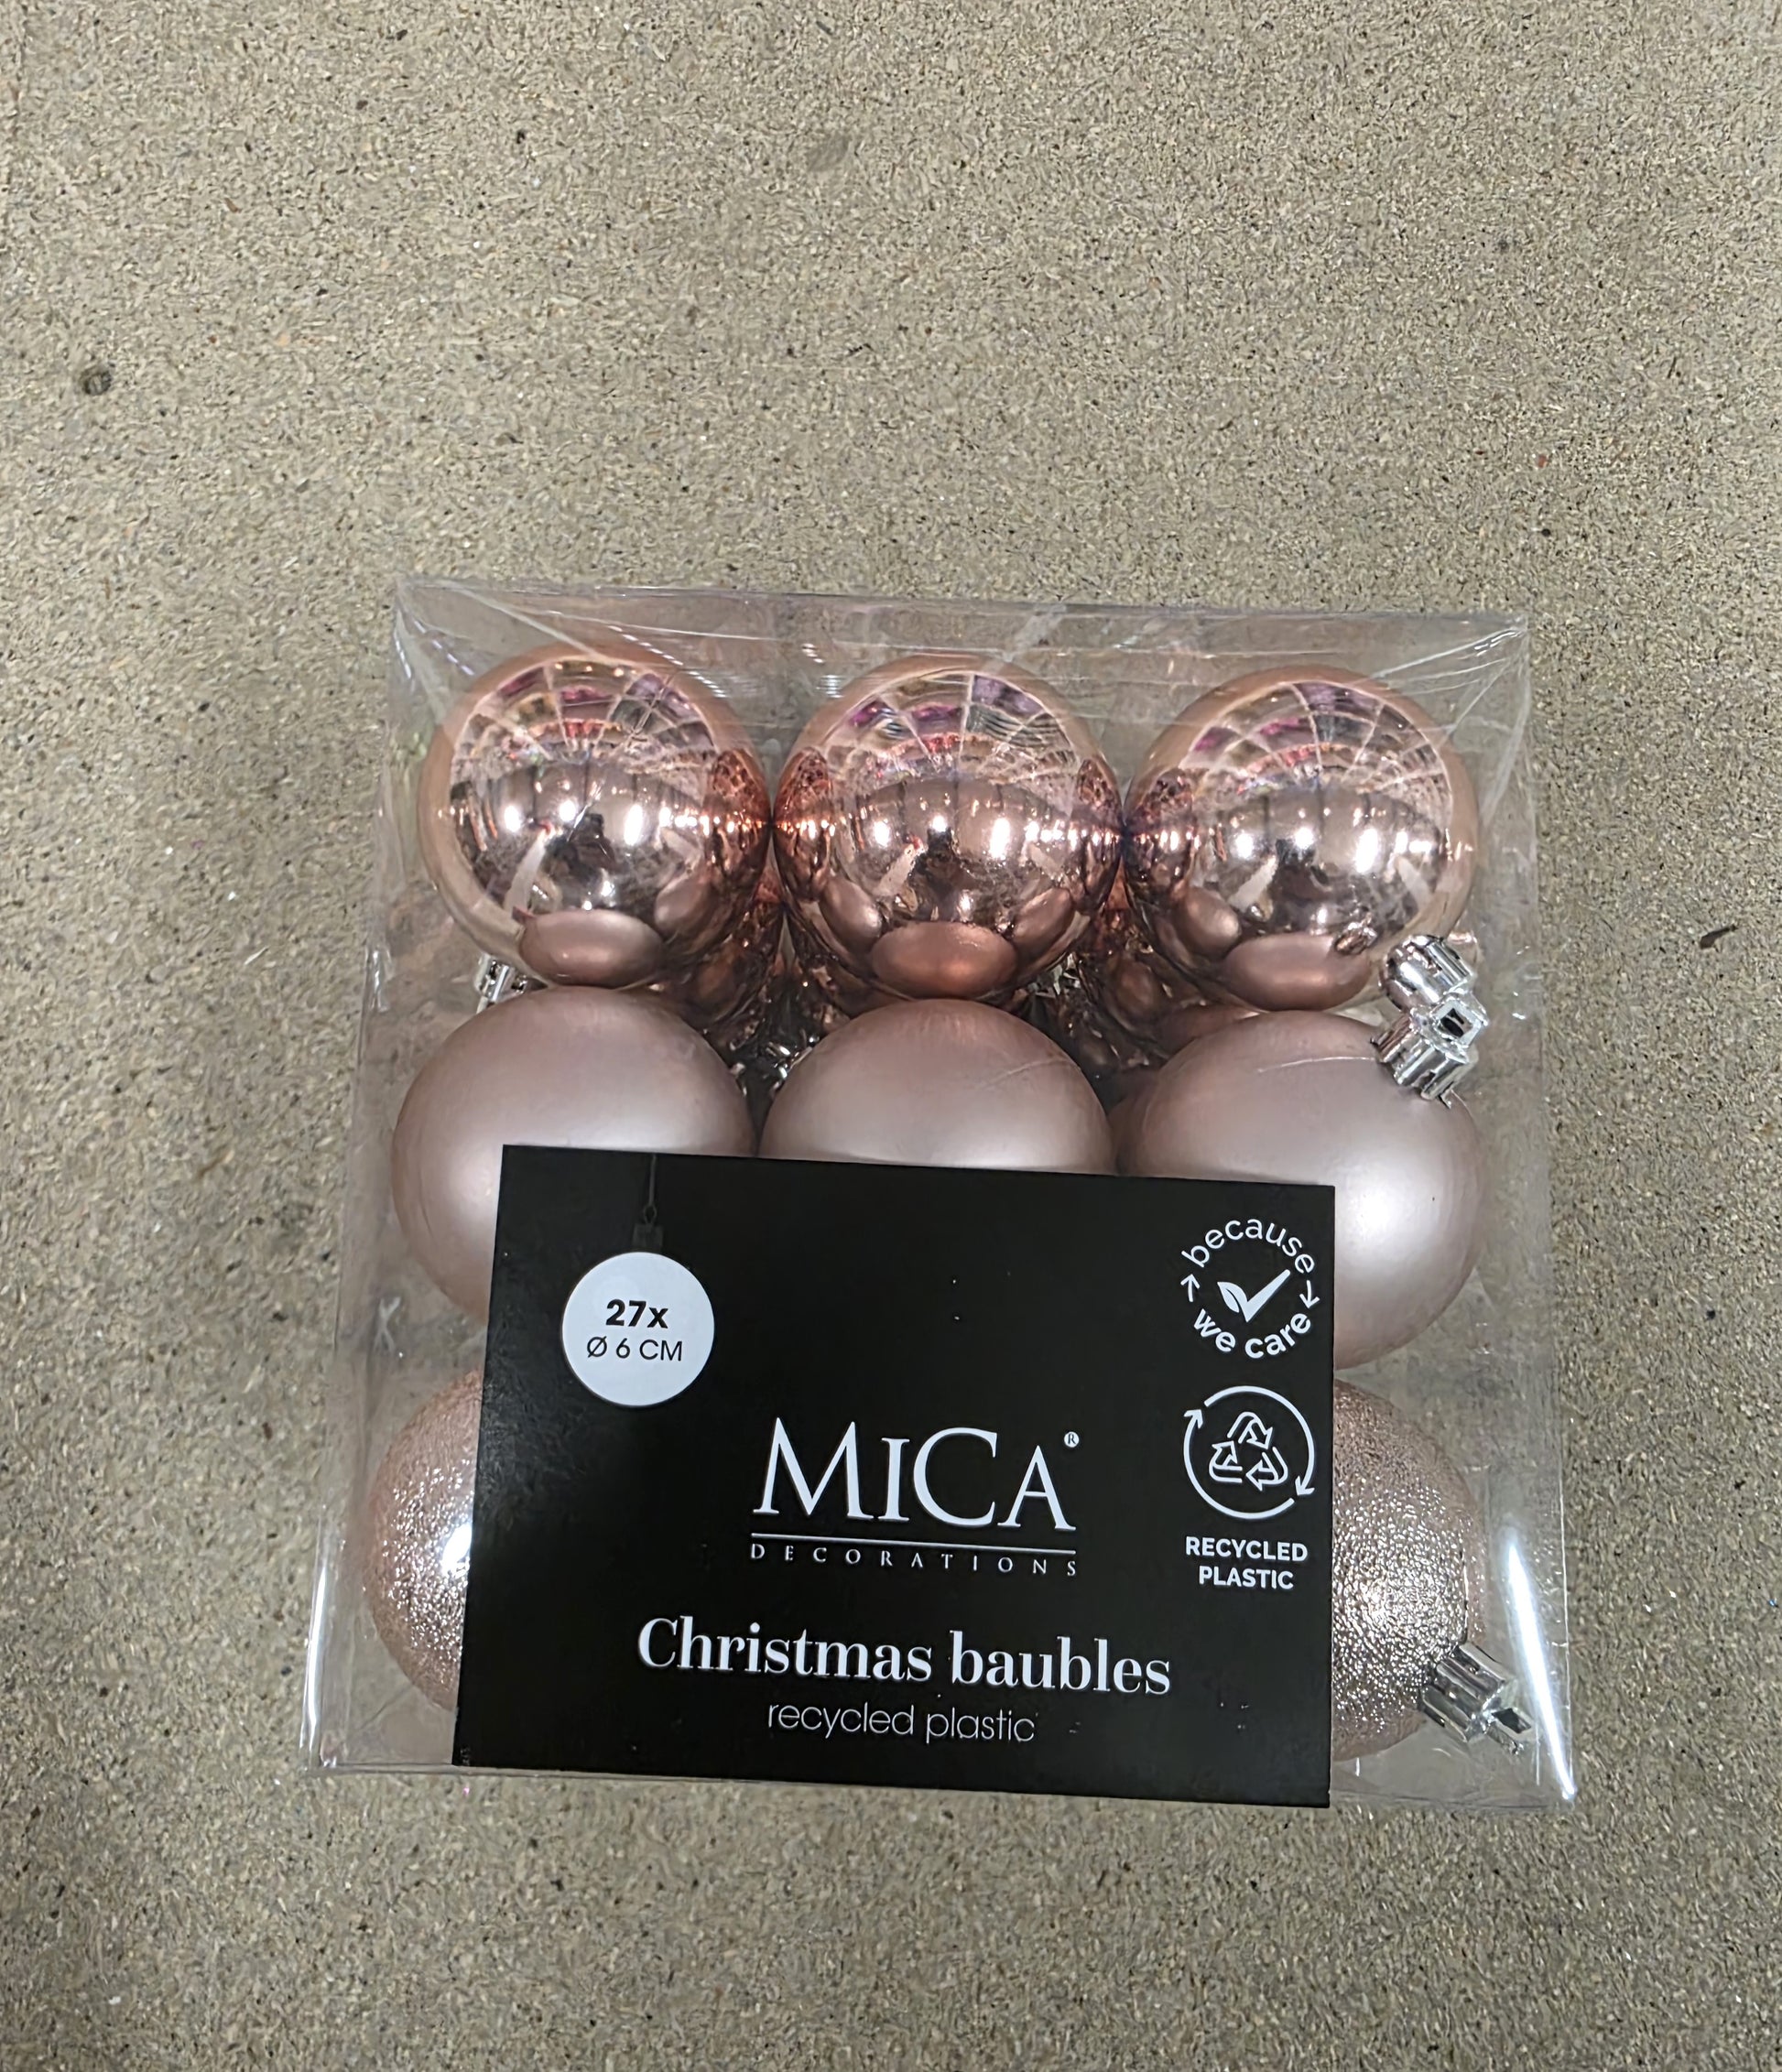 27x
Ø 6 CM
because
we care
MICA®
DECORATIONS
RECYCLED
PLASTIC
Christmas baubles
recycled plastic